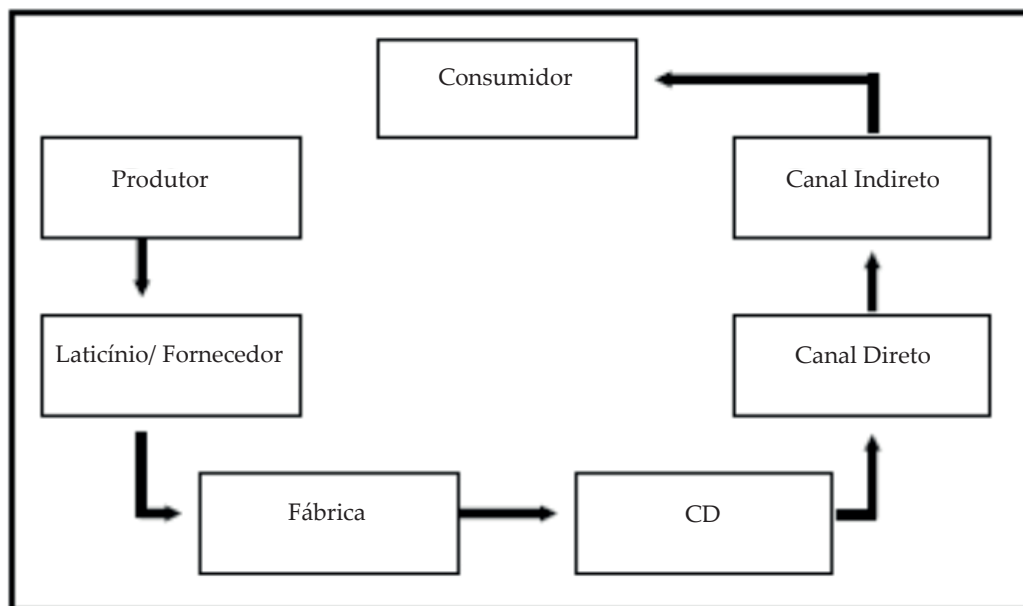 Consumidor
Produtor
Canal Indireto
Laticínio/ Fornecedor
Canal Direto
Fábrica
CD